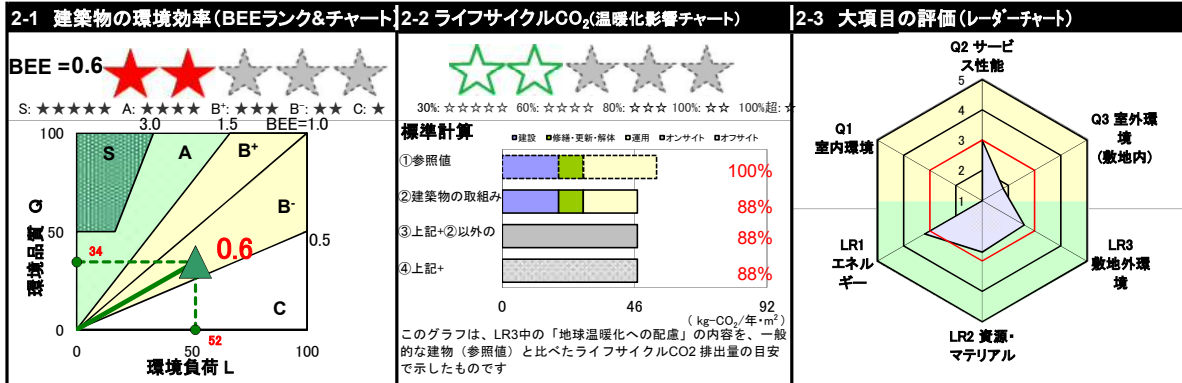 2-1 建築物の環境効率(BEEランク&チャート)
BEE =0.6
S: ★★★★★ A: ★★★★ B⁺: ★★★ B⁻: ★★ C: ★
3.0 1.5 BEE=1.0
100
S
A
B⁺
B⁻
50
0.5
34
0.6
環境品質 Q
C
0
52
0 50 100
環境負荷 L
2-2 ライフサイクルCO₂(温暖化影響チャート)
30%: ☆☆☆☆☆ 60%: ☆☆☆☆ 80%: ☆☆☆ 100%: ☆☆ 100%超: ☆
標準計算
建設 修繕・更新・解体 運用 オンサイト オフサイト
①参照値 100%
②建築物の取組み 88%
③上記+②以外の 88%
④上記+ 88%
0 46 92
( kg-CO₂/年・m²)
このグラフは、LR3中の「地球温暖化への配慮」の内容を、一般
的な建物（参照値）と比べたライフサイクルCO2 排出量の目安
で示したものです
2-3 大項目の評価(レーダーチャート)
Q2 サービ
ス性能
5
4
3
2
1
Q1
室内環境
Q3 室外環
境
(敷地内)
LR1
エネル
ギー
LR3
敷地外環
境
LR2 資源・
マテリアル